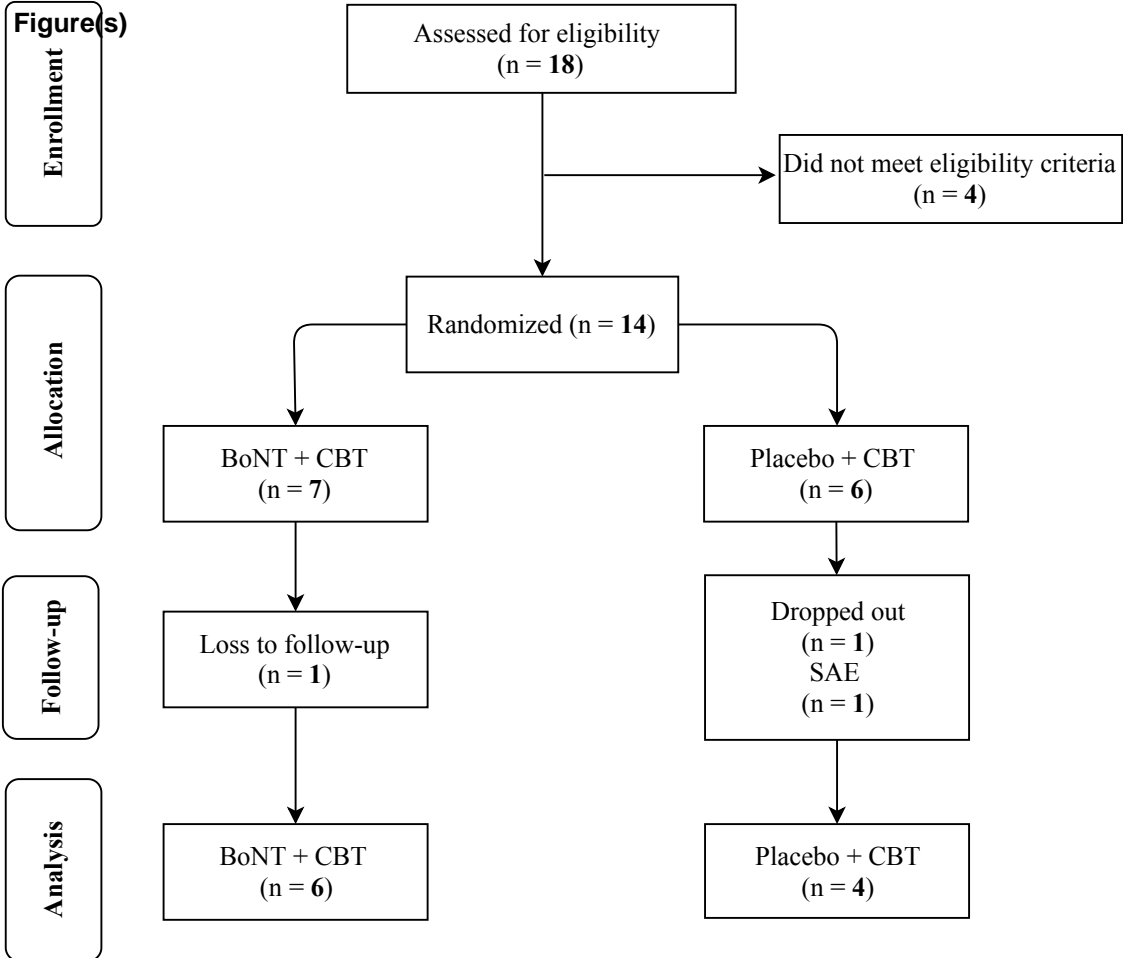 Figure(s)
Enrollment
Assessed for eligibility
(n = 18)
Did not meet eligibility criteria
(n = 4)
Allocation
Randomized (n = 14)
BoNT + CBT
(n = 7)
Placebo + CBT
(n = 6)
Follow-up
Loss to follow-up
(n = 1)
Dropped out
(n = 1)
SAE
(n = 1)
Analysis
BoNT + CBT
(n = 6)
Placebo + CBT
(n = 4)